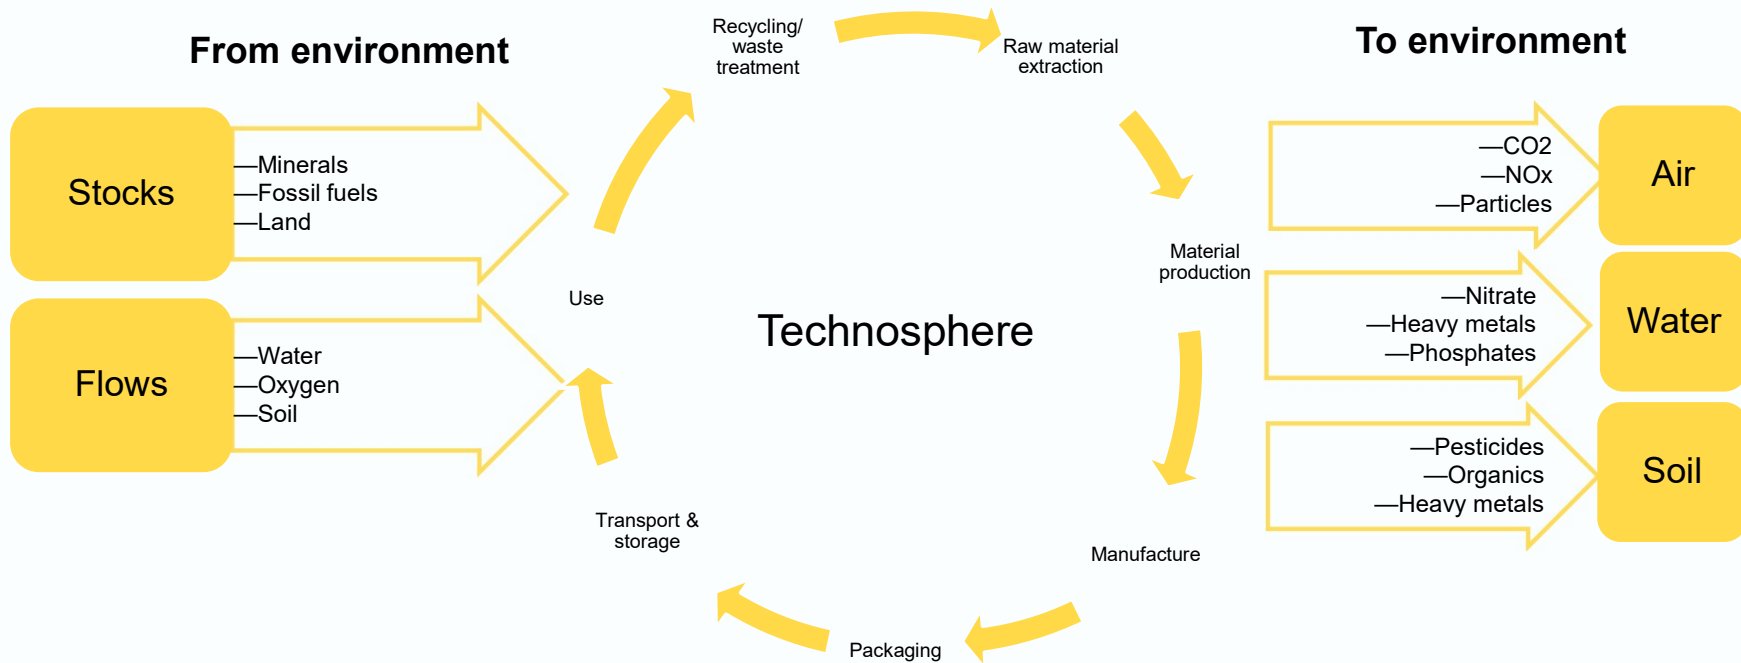 From environment
Stocks
—Minerals
—Fossil fuels
—Land
Flows
—Water
—Oxygen
—Soil
Recycling/
waste
treatment
Raw material
extraction
Material
production
Manufacture
Packaging
Transport &
storage
Use
Technosphere
To environment
—CO2
—NOx
—Particles
Air
—Nitrate
—Heavy metals
—Phosphates
Water
—Pesticides
—Organics
—Heavy metals
Soil